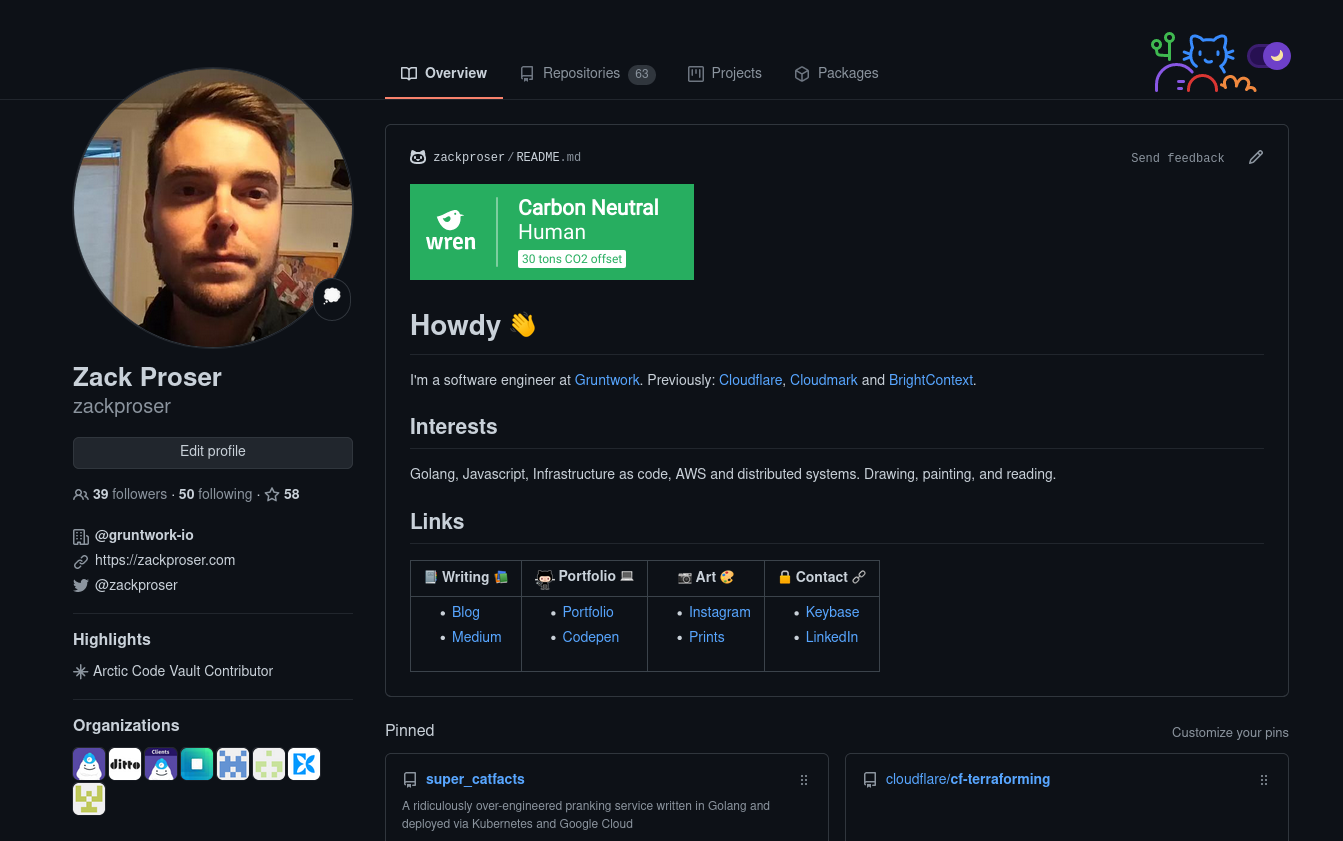 Overview
Repositories 63
Projects
Packages
zackproser/README.md
Send feedback
wren
Carbon Neutral
Human
30 tons CO2 offset
Howdy 👋
I'm a software engineer at Gruntwork. Previously: Cloudflare, Cloudmark and BrightContext.
Interests
Golang, Javascript, Infrastructure as code, AWS and distributed systems. Drawing, painting, and reading.
Links
Writing
Portfolio
Art
Contact
Blog
Portfolio
Instagram
Keybase
Medium
Codepen
Prints
LinkedIn
Zack Proser
zackproser
Edit profile
39 followers · 50 following · 58
@gruntwork-io
https://zackproser.com
@zackproser
Highlights
Arctic Code Vault Contributor
Organizations
ditto
Clients
Pinned
Customize your pins
super_catfacts
A ridiculously over-engineered pranking service written in Golang and
deployed via Kubernetes and Google Cloud
cloudflare/cf-terraforming